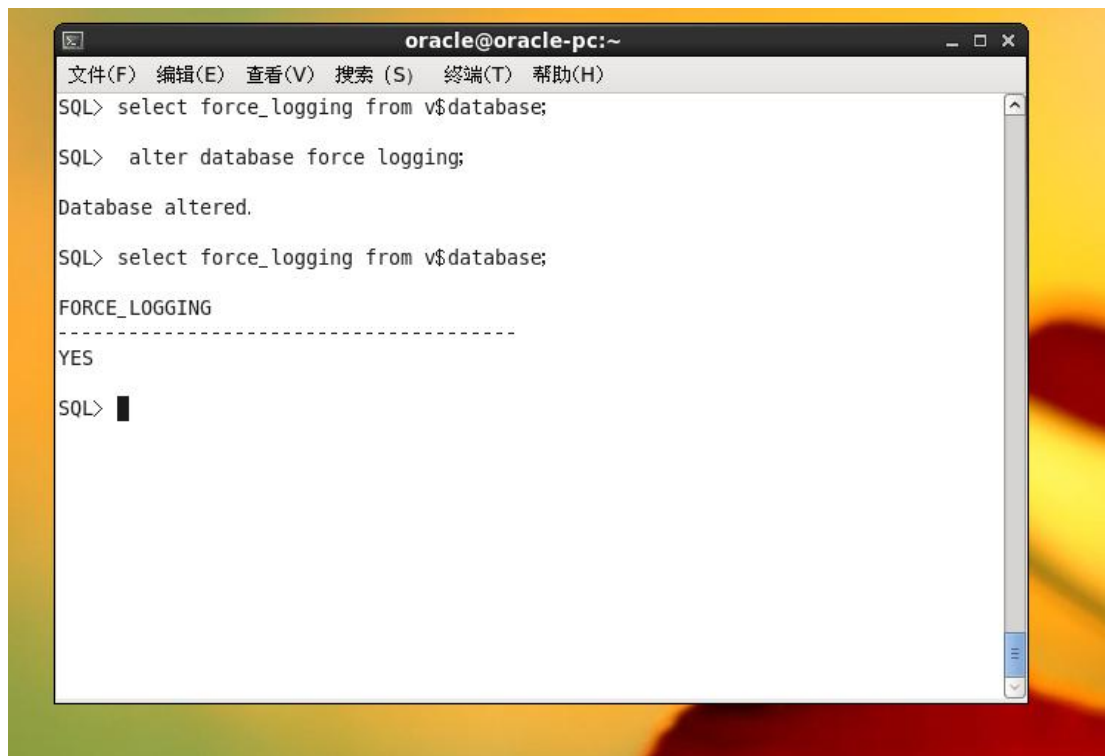 oracle@oracle-pc:~
文件(F) 编辑(E) 查看(V) 搜索 (S) 终端(T) 帮助(H)
SQL> select force_logging from v$database;
SQL>  alter database force logging;
Database altered.
SQL> select force_logging from v$database;
FORCE_LOGGING
---------------------------------------
YES
SQL>